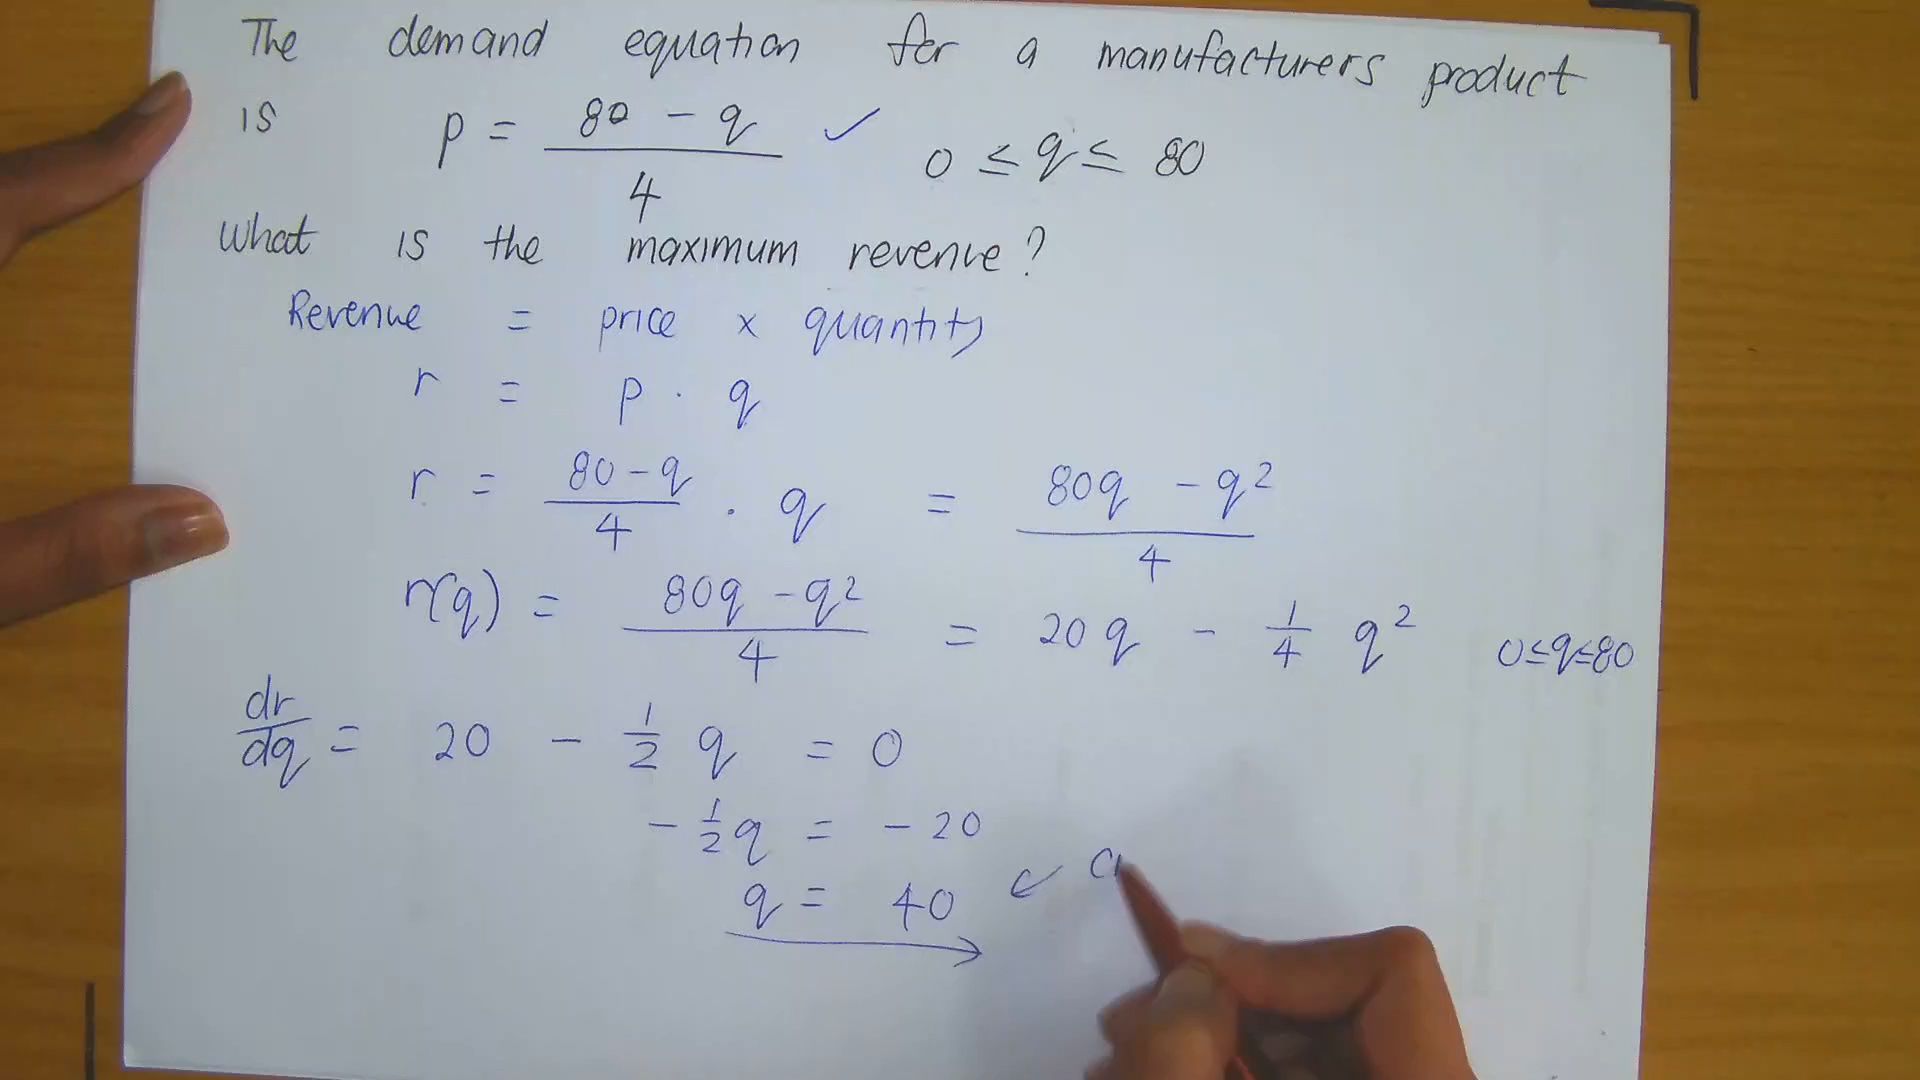 The demand equation for a manufacturers product
is p = (80 - q)/4 ✓ 0 ≤ q ≤ 80
What is the maximum revenue?
Revenue = price x quantity
r = p . q
r = (80 - q)/4 . q = (80q - q²)/4
r(q) = (80q - q²)/4 = 20q - 1/4 q² 0≤q≤80
dr/dq = 20 - 1/2 q = 0
- 1/2 q = - 20
q = 40